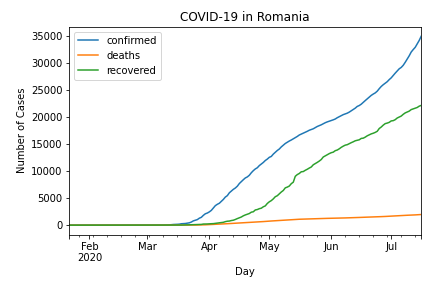 COVID-19 in Romania
confirmed
deaths
recovered
Number of Cases
35000
30000
25000
20000
15000
10000
5000
0
Feb Mar Apr May Jun Jul
2020
Day